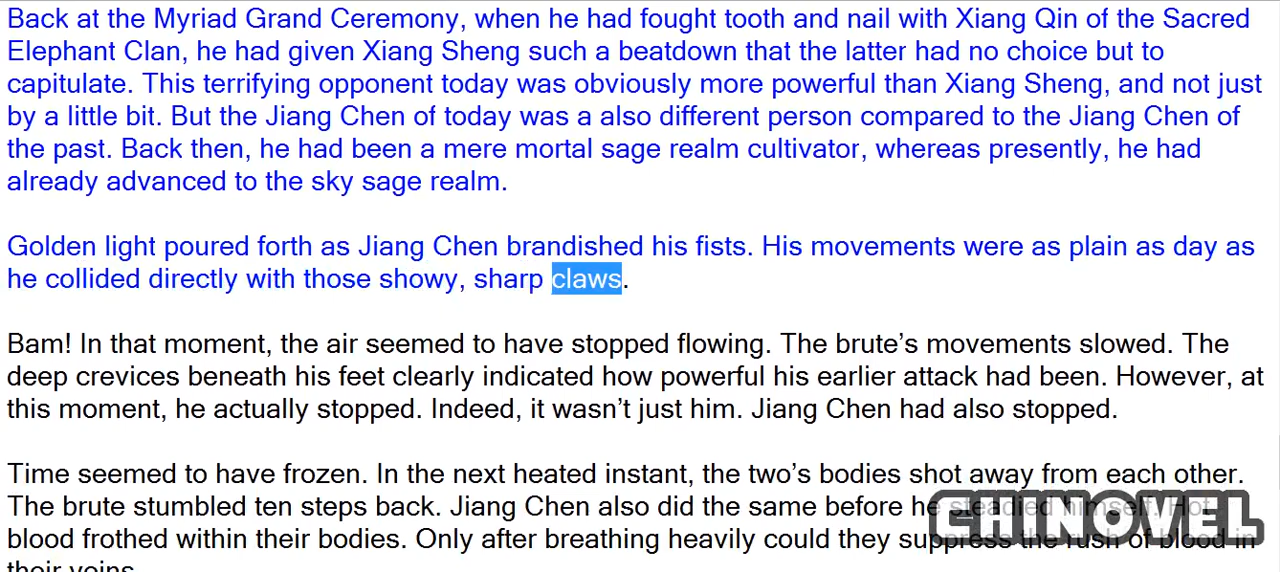 Back at the Myriad Grand Ceremony, when he had fought tooth and nail with Xiang Qin of the Sacred
Elephant Clan, he had given Xiang Sheng such a beatdown that the latter had no choice but to
capitulate. This terrifying opponent today was obviously more powerful than Xiang Sheng, and not just
by a little bit. But the Jiang Chen of today was a also different person compared to the Jiang Chen of
the past. Back then, he had been a mere mortal sage realm cultivator, whereas presently, he had
already advanced to the sky sage realm.
Golden light poured forth as Jiang Chen brandished his fists. His movements were as plain as day as
he collided directly with those showy, sharp claws.
Bam! In that moment, the air seemed to have stopped flowing. The brute’s movements slowed. The
deep crevices beneath his feet clearly indicated how powerful his earlier attack had been. However, at
this moment, he actually stopped. Indeed, it wasn’t just him. Jiang Chen had also stopped.
Time seemed to have frozen. In the next heated instant, the two’s bodies shot away from each other.
The brute stumbled ten steps back. Jiang Chen also did the same before he steadied himself. Hot
blood frothed within their bodies. Only after breathing heavily could they suppress the rush of blood in
their veins.
CHINOVEL